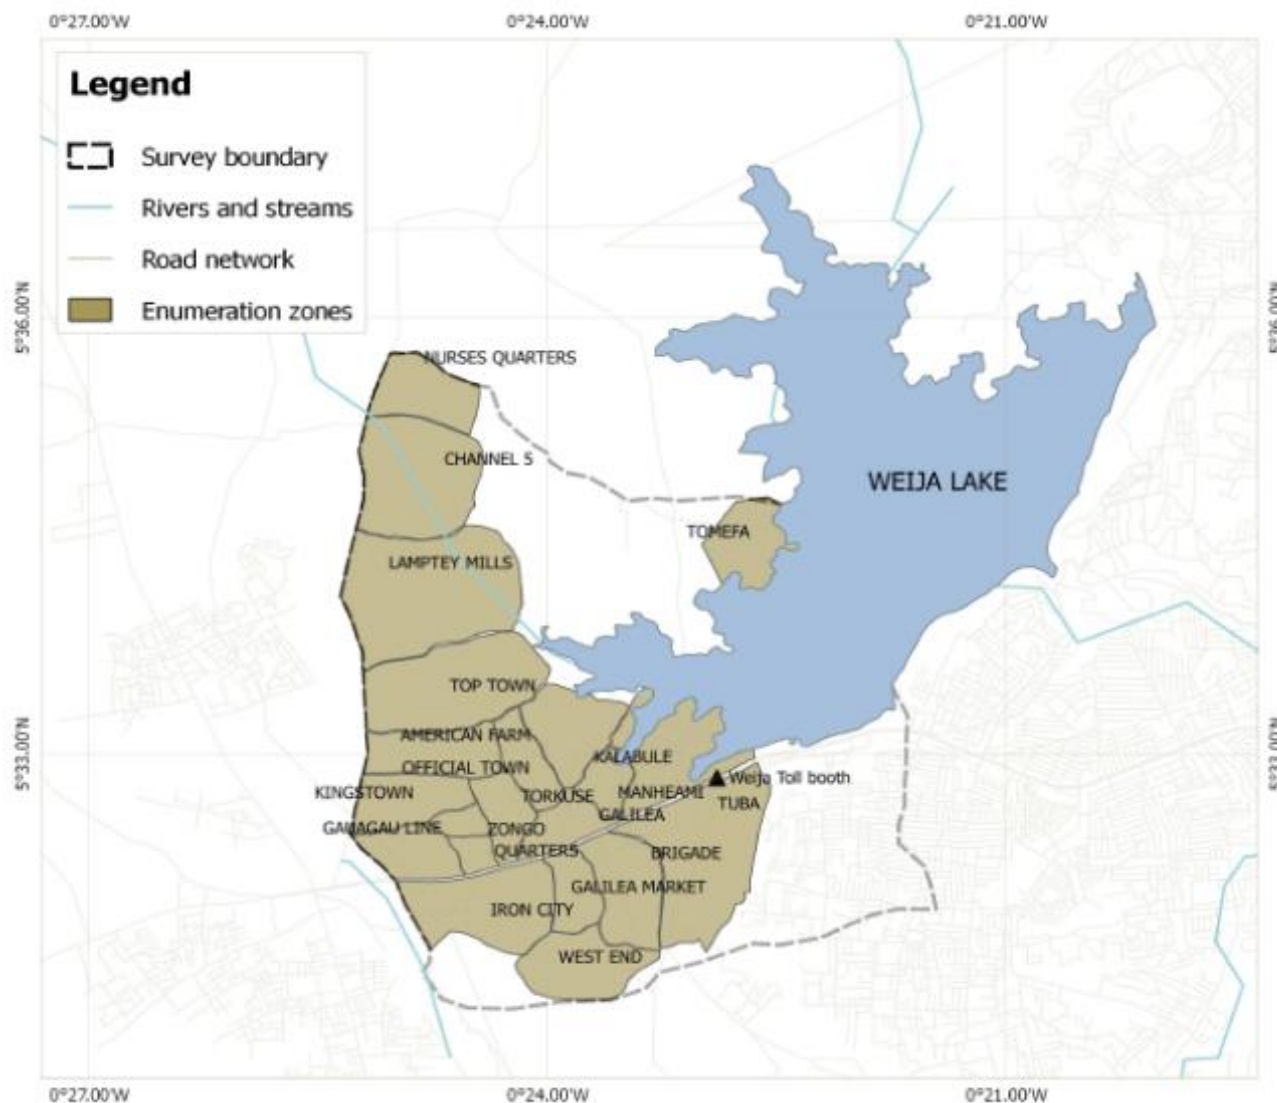 0°27.00'W
0°24.00'W
0°21.00'W
Legend
Survey boundary
Rivers and streams
Road network
Enumeration zones
5°36.00'N
5°36.00'N
NURSES QUARTERS
CHANNEL 5
WEIJA LAKE
TOMEFA
LAMPTEY MILLS
TOP TOWN
5°33.00'N
5°33.00'N
AMERICAN FARM
KALABULE
OFFICIAL TOWN
Weija Toll booth
KINGSTOWN
TORKUSE
MANHEAMI
TUBA
GALILEA
LINE
ZONGO
QUARTERS
BRIGADE
GALILEA MARKET
IRON CITY
WEST END
0°27.00'W
0°24.00'W
0°21.00'W